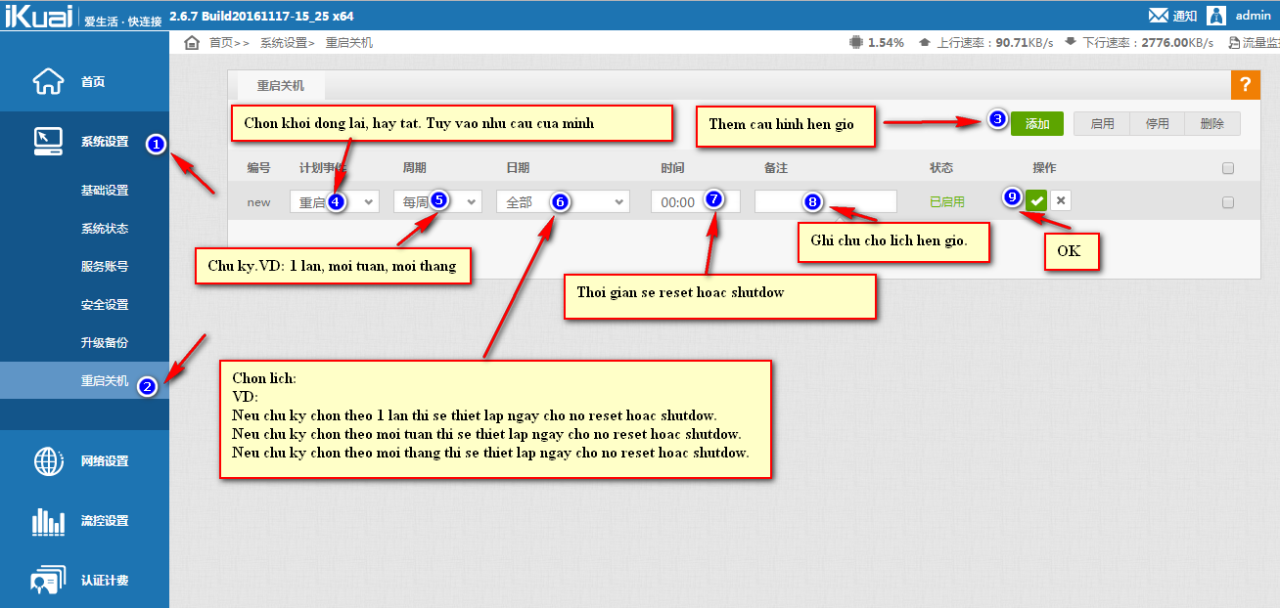 iKuai 爱生活 · 快连接 2.6.7 Build20161117-15_25 x64
通知 admin
首页>> 系统设置> 重启关机
1.54% 上行速率：90.71KB/s 下行速率：2776.00KB/s 流量监控
首页
系统设置 1
基础设置
系统状态
服务账号
安全设置
升级备份
重启关机 2
网络设置
流控设置
认证计费
重启关机 ?
Chon khoi dong lai, hay tat. Tuy vao nhu cau cua minh
Them cau hinh hen gio
3 添加 启用 停用 删除
编号 计划事件 周期 日期 时间 备注 状态 操作
new 重启 4 每周 5 全部 6 00:00 7 8 已启用 9
Chu ky.VD: 1 lan, moi tuan, moi thang
Ghi chu cho lich hen gio.
OK
Thoi gian se reset hoac shutdow
Chon lich:
VD:
Neu chu ky chon theo 1 lan thi se thiet lap ngay cho no reset hoac shutdow.
Neu chu ky chon theo moi tuan thi se thiet lap ngay cho no reset hoac shutdow.
Neu chu ky chon theo moi thang thi se thiet lap ngay cho no reset hoac shutdow.